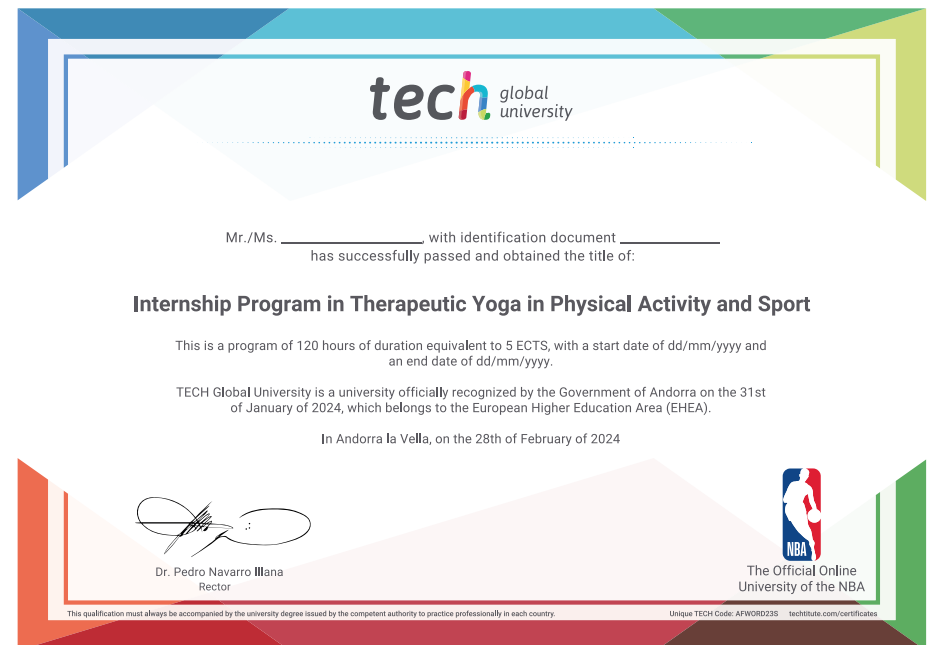 tech global
university
Mr./Ms. ____________, with identification document ____________
has successfully passed and obtained the title of:
Internship Program in Therapeutic Yoga in Physical Activity and Sport
This is a program of 120 hours of duration equivalent to 5 ECTS, with a start date of dd/mm/yyyy and
an end date of dd/mm/yyyy.
TECH Global University is a university officially recognized by the Government of Andorra on the 31st
of January of 2024, which belongs to the European Higher Education Area (EHEA).
In Andorra la Vella, on the 28th of February of 2024
Dr. Pedro Navarro Illana
Rector
NBA
The Official Online
University of the NBA
This qualification must always be accompanied by the university degree issued by the competent authority to practice professionally in each country.
Unique TECH Code: AFWORD23S techtitute.com/certificates